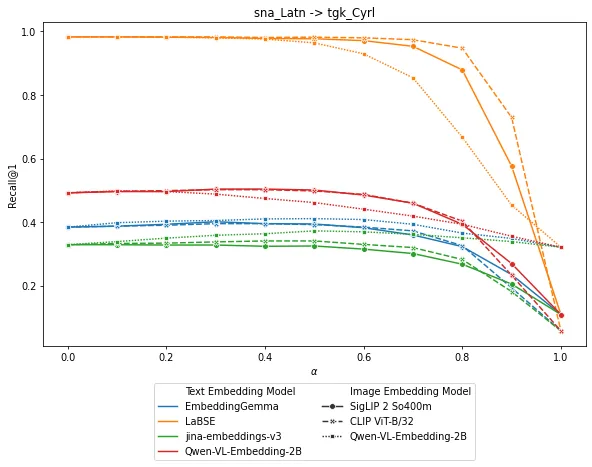 sna_Latn -> tgk_Cyrl
Recall@1
1.0
0.8
0.6
0.4
0.2
0.0 0.2 0.4 0.6 0.8 1.0
α
Text Embedding Model
EmbeddingGemma
LaBSE
jina-embeddings-v3
Qwen-VL-Embedding-2B
Image Embedding Model
SigLIP 2 So400m
CLIP ViT-B/32
Qwen-VL-Embedding-2B